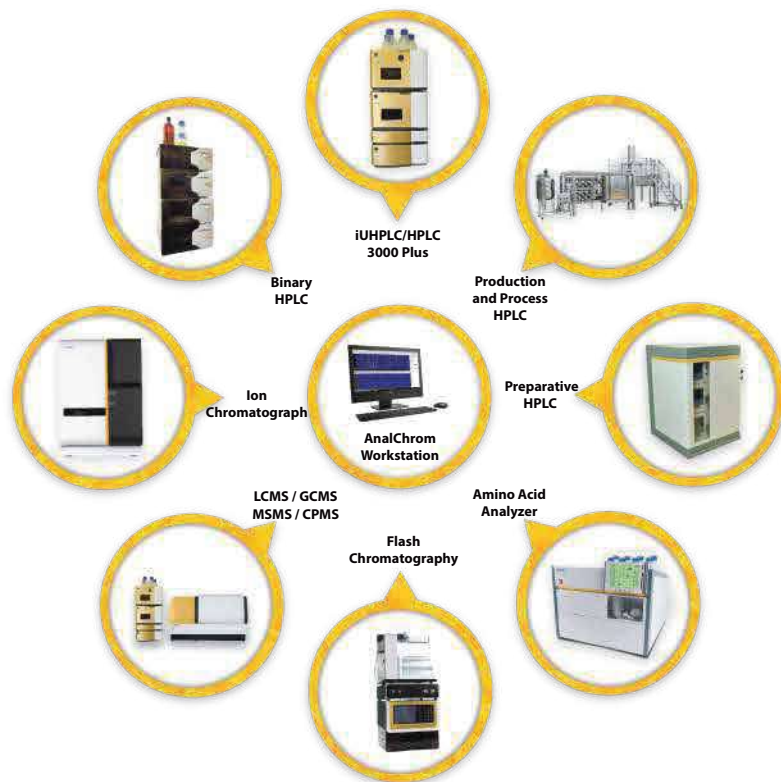 iUHPLC/HPLC
3000 Plus
Binary
HPLC
Production
and Process
HPLC
Ion
Chromatograph
AnalChrom
Workstation
Preparative
HPLC
LCMS / GCMS
MSMS / CPMS
Flash
Chromatography
Amino Acid
Analyzer